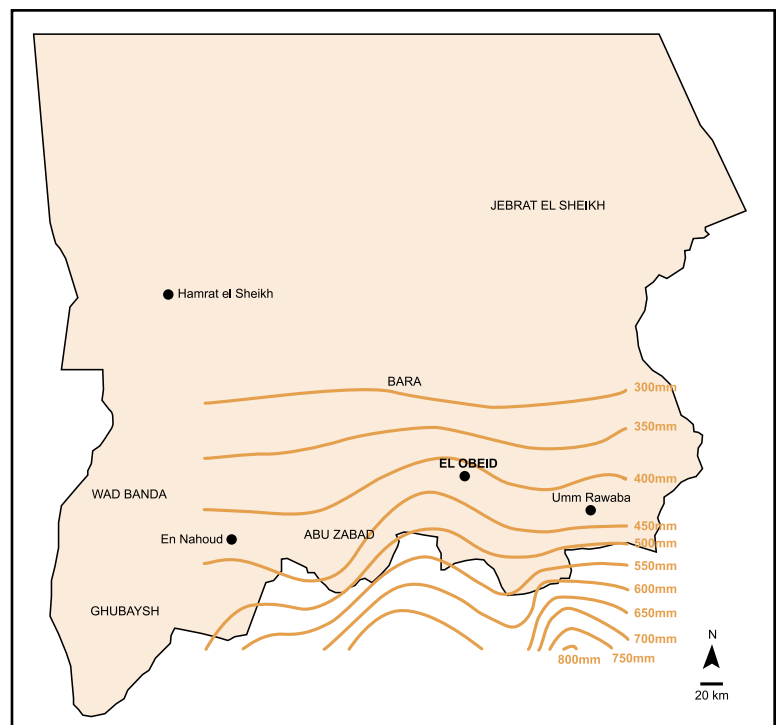 JEBRAT EL SHEIKH
Hamrat el Sheikh
BARA
300mm
350mm
EL OBEID
400mm
WAD BANDA
Umm Rawaba
450mm
ABU ZABAD
En Nahoud
500mm
550mm
600mm
GHUBAYSH
650mm
700mm
N
800mm
750mm
20 km